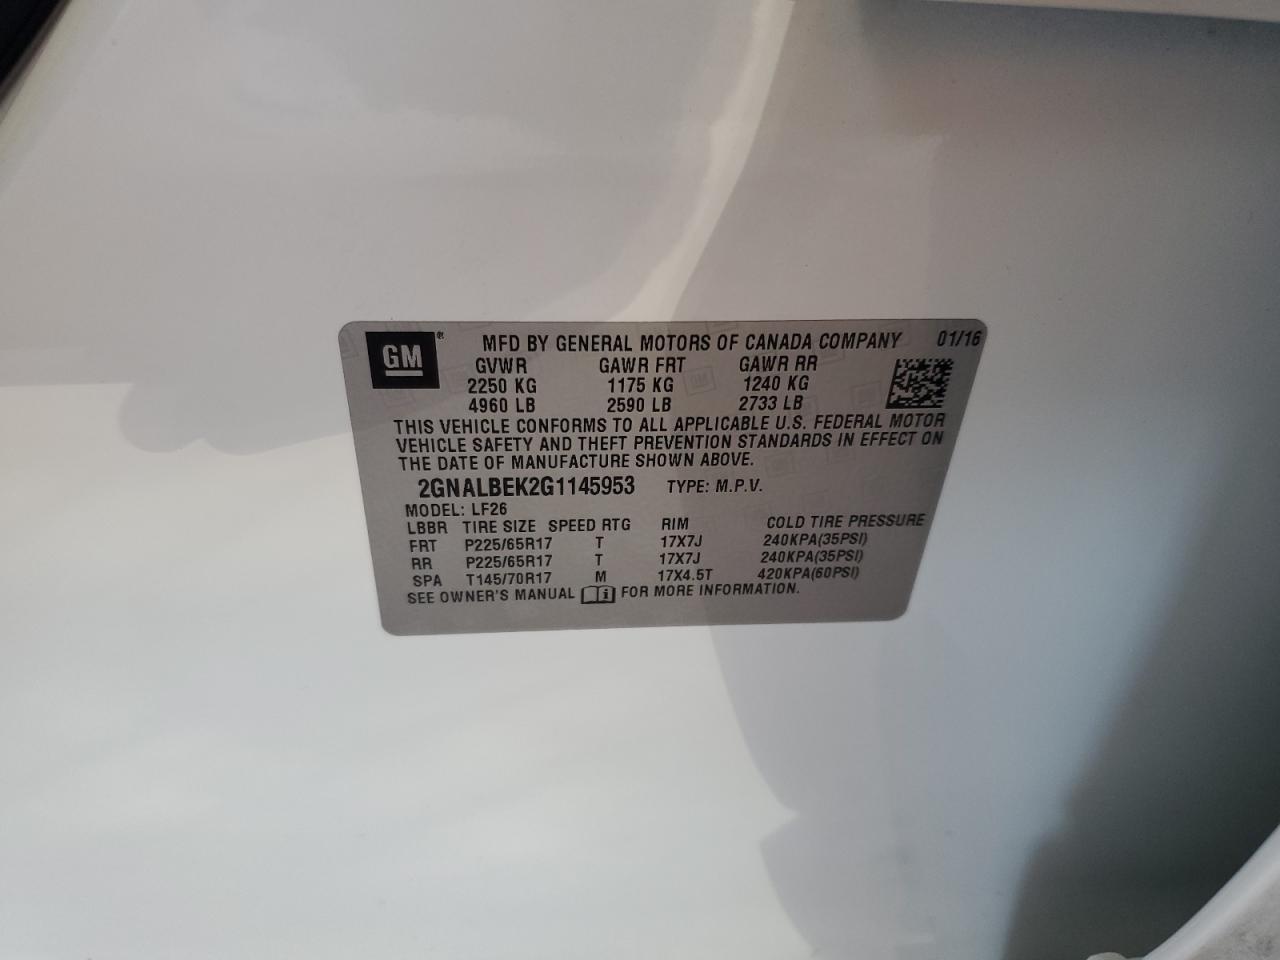 GM ® MFD BY GENERAL MOTORS OF CANADA COMPANY 01/16
GVWR GAWR FRT GAWR RR
2250 KG 1175 KG 1240 KG
4960 LB 2590 LB 2733 LB
THIS VEHICLE CONFORMS TO ALL APPLICABLE U.S. FEDERAL MOTOR
VEHICLE SAFETY AND THEFT PREVENTION STANDARDS IN EFFECT ON
THE DATE OF MANUFACTURE SHOWN ABOVE.
2GNALBEK2G1145953 TYPE: M.P.V.
MODEL: LF26
LBBR TIRE SIZE SPEED RTG RIM COLD TIRE PRESSURE
FRT P225/65R17 T 17X7J 240KPA(35PSI)
RR P225/65R17 T 17X7J 240KPA(35PSI)
SPA T145/70R17 M 17X4.5T 420KPA(60PSI)
SEE OWNER'S MANUAL i FOR MORE INFORMATION.